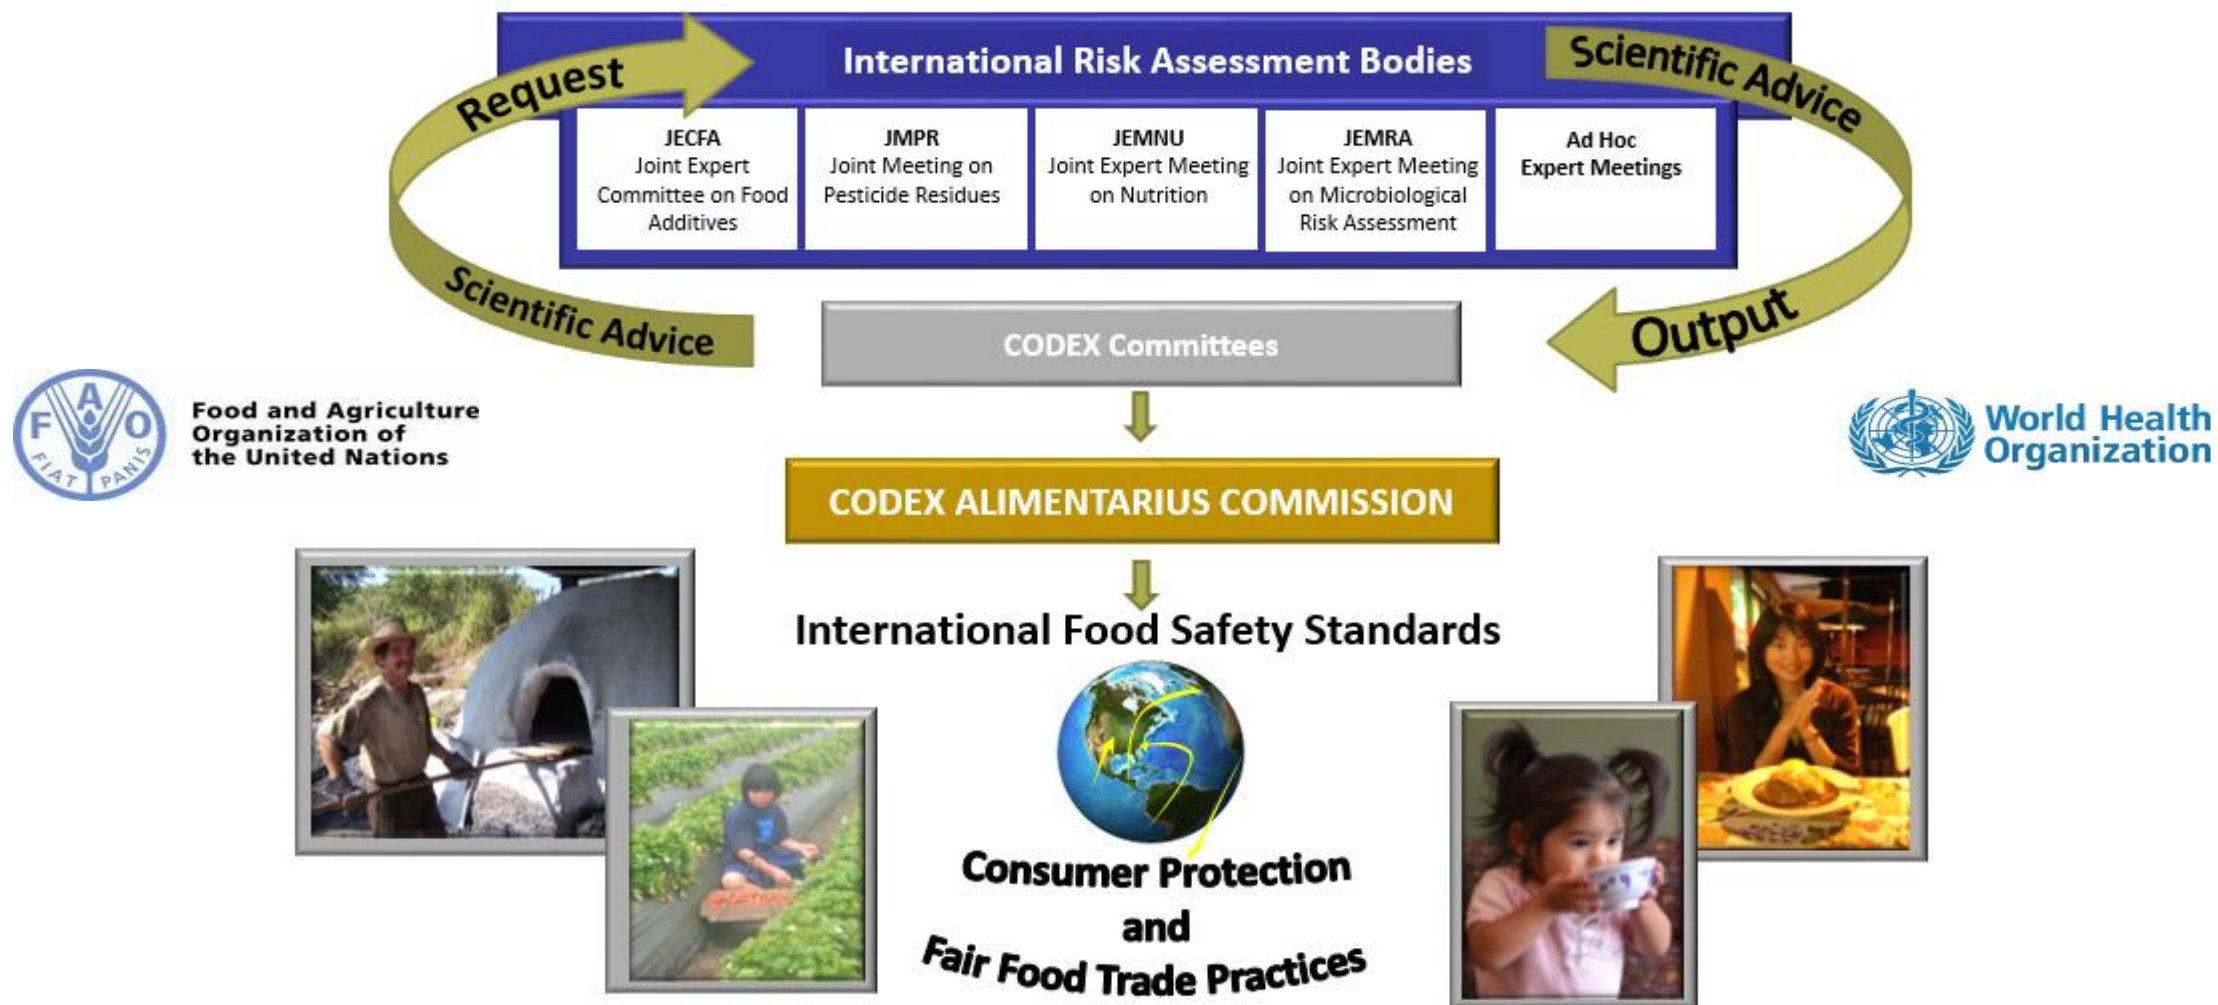 International Risk Assessment Bodies
Request
Scientific Advice
JECFA
Joint Expert
Committee on Food
Additives
JMPR
Joint Meeting on
Pesticide Residues
JEMNU
Joint Expert Meeting
on Nutrition
JEMRA
Joint Expert Meeting
on Microbiological
Risk Assessment
Ad Hoc
Expert Meetings
Scientific Advice
CODEX Committees
Output
F A O
FIAT PANIS
Food and Agriculture
Organization of
the United Nations
World Health
Organization
CODEX ALIMENTARIUS COMMISSION
International Food Safety Standards
Consumer Protection
and
Fair Food Trade Practices